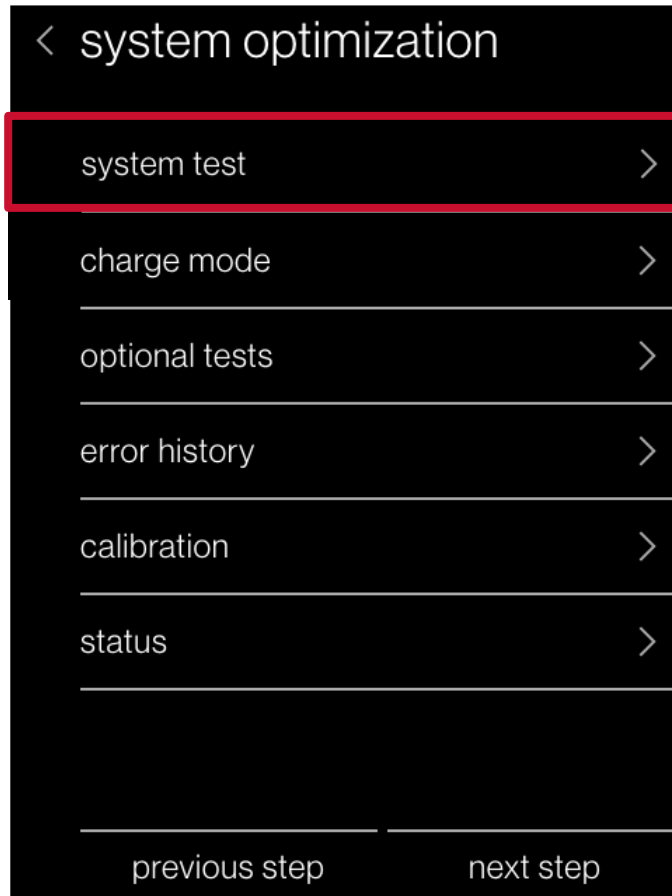 system optimization
system test
charge mode
optional tests
error history
calibration
status
previous step next step